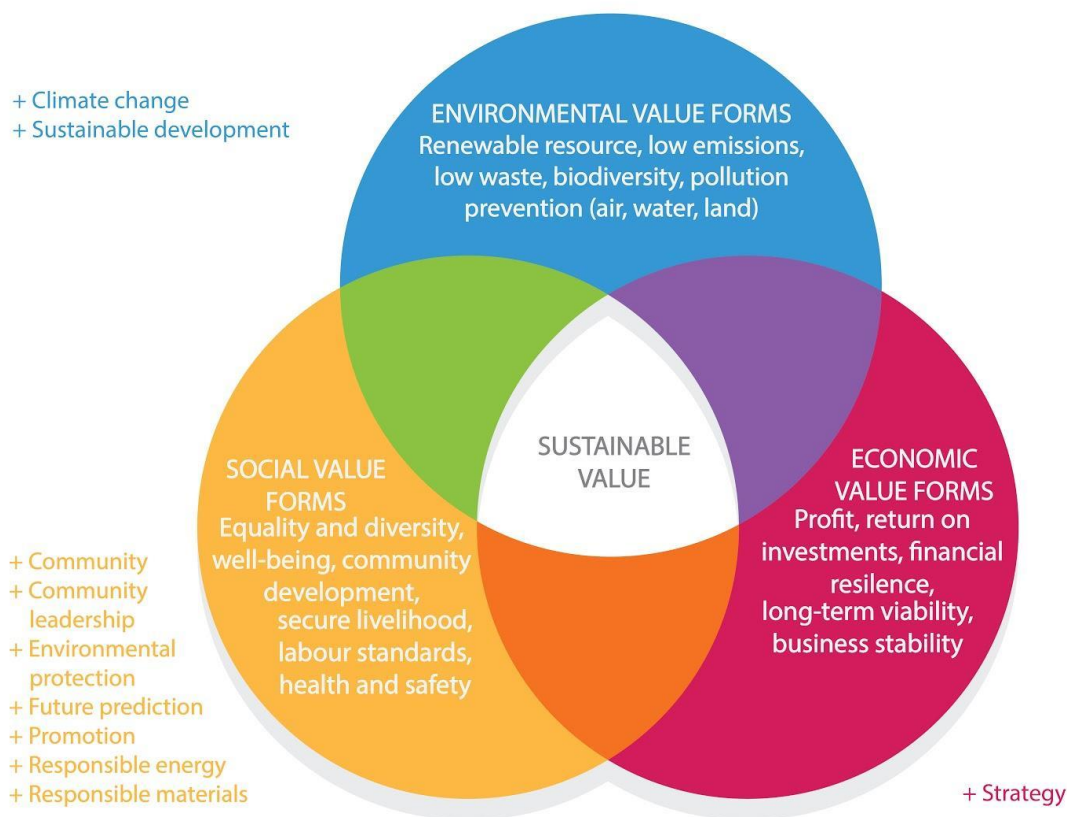 + Climate change
+ Sustainable development
ENVIRONMENTAL VALUE FORMS
Renewable resource, low emissions,
low waste, biodiversity, pollution
prevention (air, water, land)
SUSTAINABLE
VALUE
SOCIAL VALUE
FORMS
Equality and diversity,
well-being, community
development,
secure livelihood,
labour standards,
health and safety
ECONOMIC
VALUE FORMS
Profit, return on
investments, financial
resilence,
long-term viability,
business stability
+ Community
+ Community
leadership
+ Environmental
protection
+ Future prediction
+ Promotion
+ Responsible energy
+ Responsible materials
+ Strategy